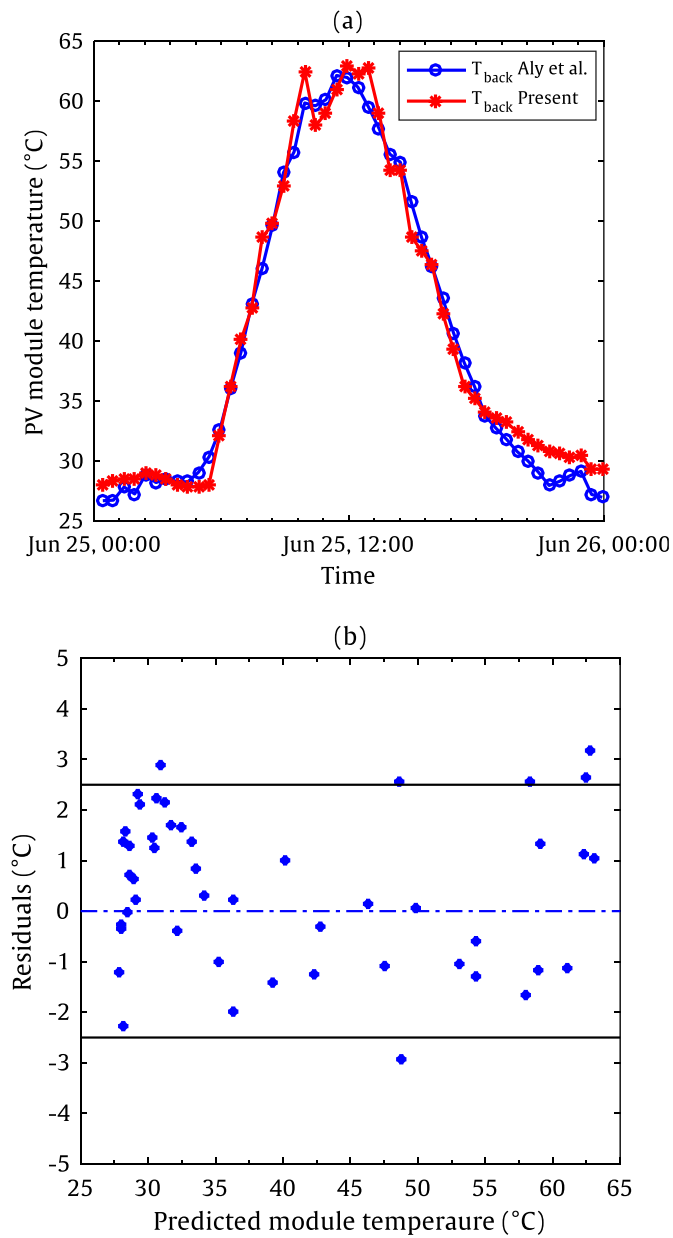 (a)
65
60
55
50
45
40
35
30
25
PV module temperature (°C)
T_back Aly et al.
T_back Present
Jun 25, 00:00 Jun 25, 12:00 Jun 26, 00:00
Time
(b)
5
4
3
2
1
0
-1
-2
-3
-4
-5
Residuals (°C)
25 30 35 40 45 50 55 60 65
Predicted module temperaure (°C)